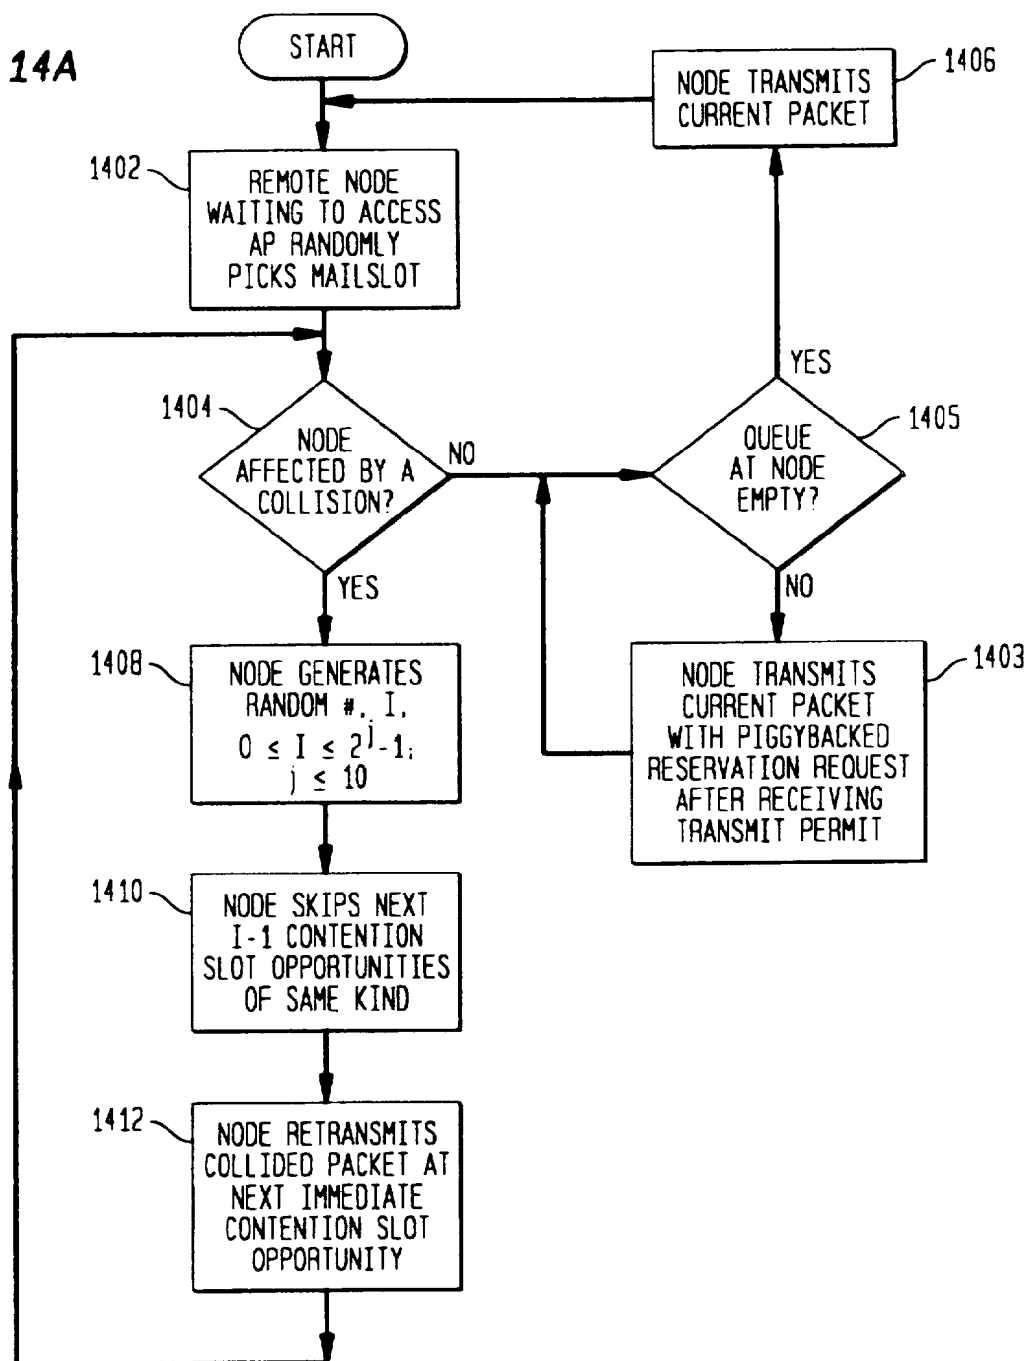 14A
START
NODE TRANSMITS
CURRENT PACKET
1406
1402
REMOTE NODE
WAITING TO ACCESS
AP RANDOMLY
PICKS MAILSLOT
1404
NODE
AFFECTED BY A
COLLISION?
NO
YES
YES
1405
QUEUE
AT NODE
EMPTY?
NO
1408
NODE GENERATES
RANDOM #, I,
0 ≤ I ≤ 2^j-1;
j ≤ 10
1403
NODE TRANSMITS
CURRENT PACKET
WITH PIGGYBACKED
RESERVATION REQUEST
AFTER RECEIVING
TRANSMIT PERMIT
1410
NODE SKIPS NEXT
I-1 CONTENTION
SLOT OPPORTUNITIES
OF SAME KIND
1412
NODE RETRANSMITS
COLLIDED PACKET AT
NEXT IMMEDIATE
CONTENTION SLOT
OPPORTUNITY